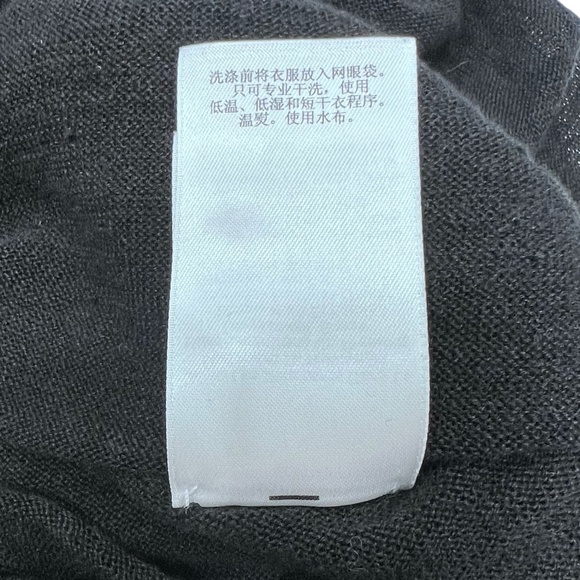 洗涤前将衣服放入网眼袋。
只可专业干洗，使用
低温、低湿和短干衣程序。
温熨。使用水布。